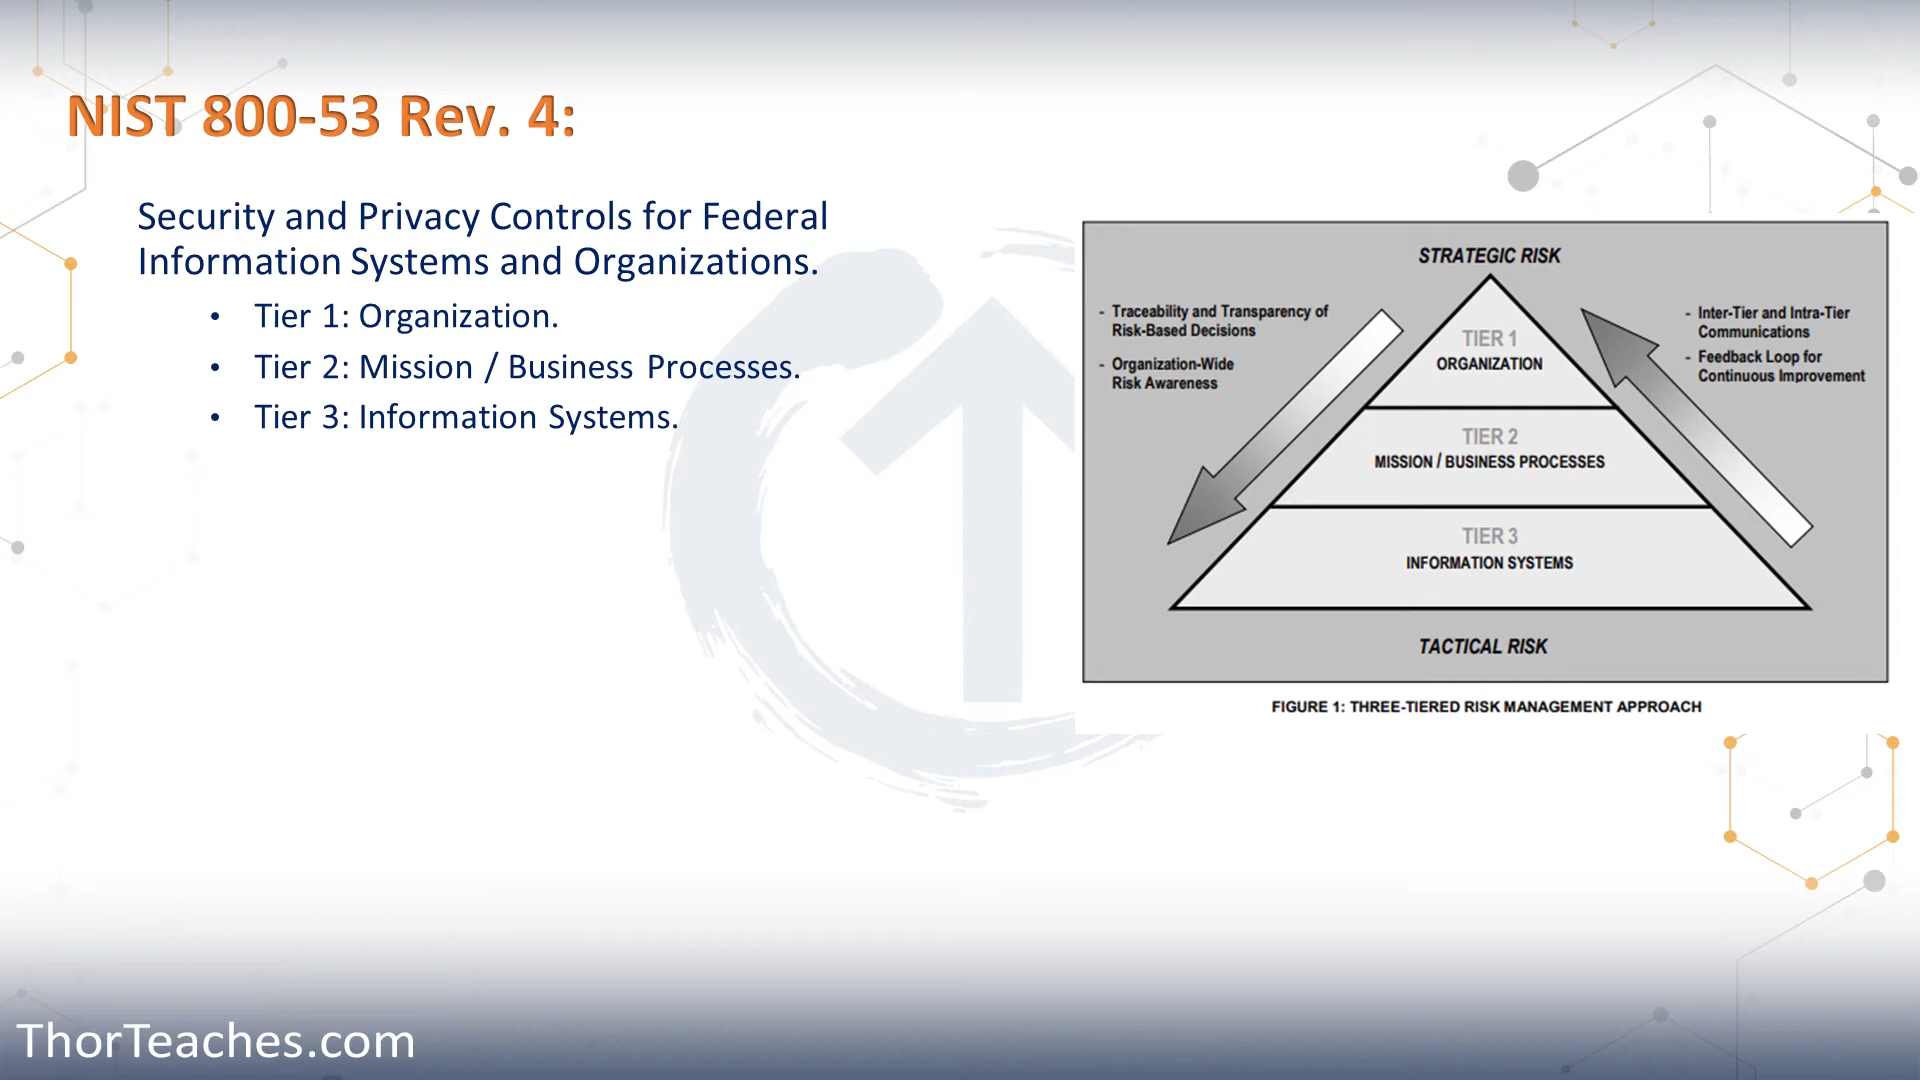 NIST 800-53 Rev. 4:
Security and Privacy Controls for Federal
Information Systems and Organizations.
• Tier 1: Organization.
• Tier 2: Mission / Business Processes.
• Tier 3: Information Systems.
STRATEGIC RISK
- Traceability and Transparency of
Risk-Based Decisions
- Organization-Wide
Risk Awareness
- Inter-Tier and Intra-Tier
Communications
- Feedback Loop for
Continuous Improvement
TIER 1
ORGANIZATION
TIER 2
MISSION / BUSINESS PROCESSES
TIER 3
INFORMATION SYSTEMS
TACTICAL RISK
FIGURE 1: THREE-TIERED RISK MANAGEMENT APPROACH
ThorTeaches.com